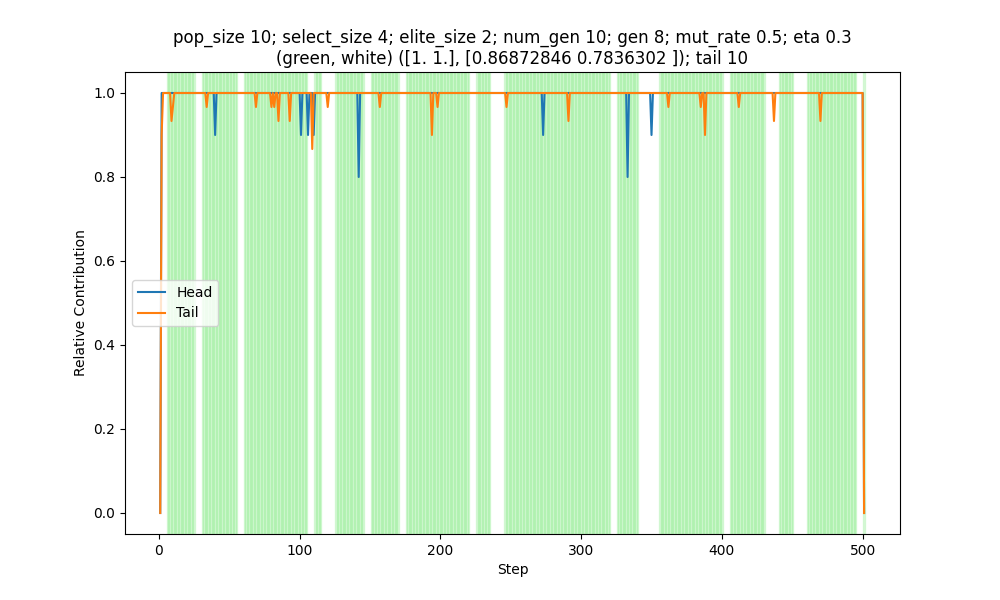 pop_size 10; select_size 4; elite_size 2; num_gen 10; gen 8; mut_rate 0.5; eta 0.3
(green, white) ([1. 1.], [0.86872846 0.7836302 ]); tail 10
1.0
0.8
0.6
0.4
0.2
0.0
Relative Contribution
Head
Tail
0 100 200 300 400 500
Step